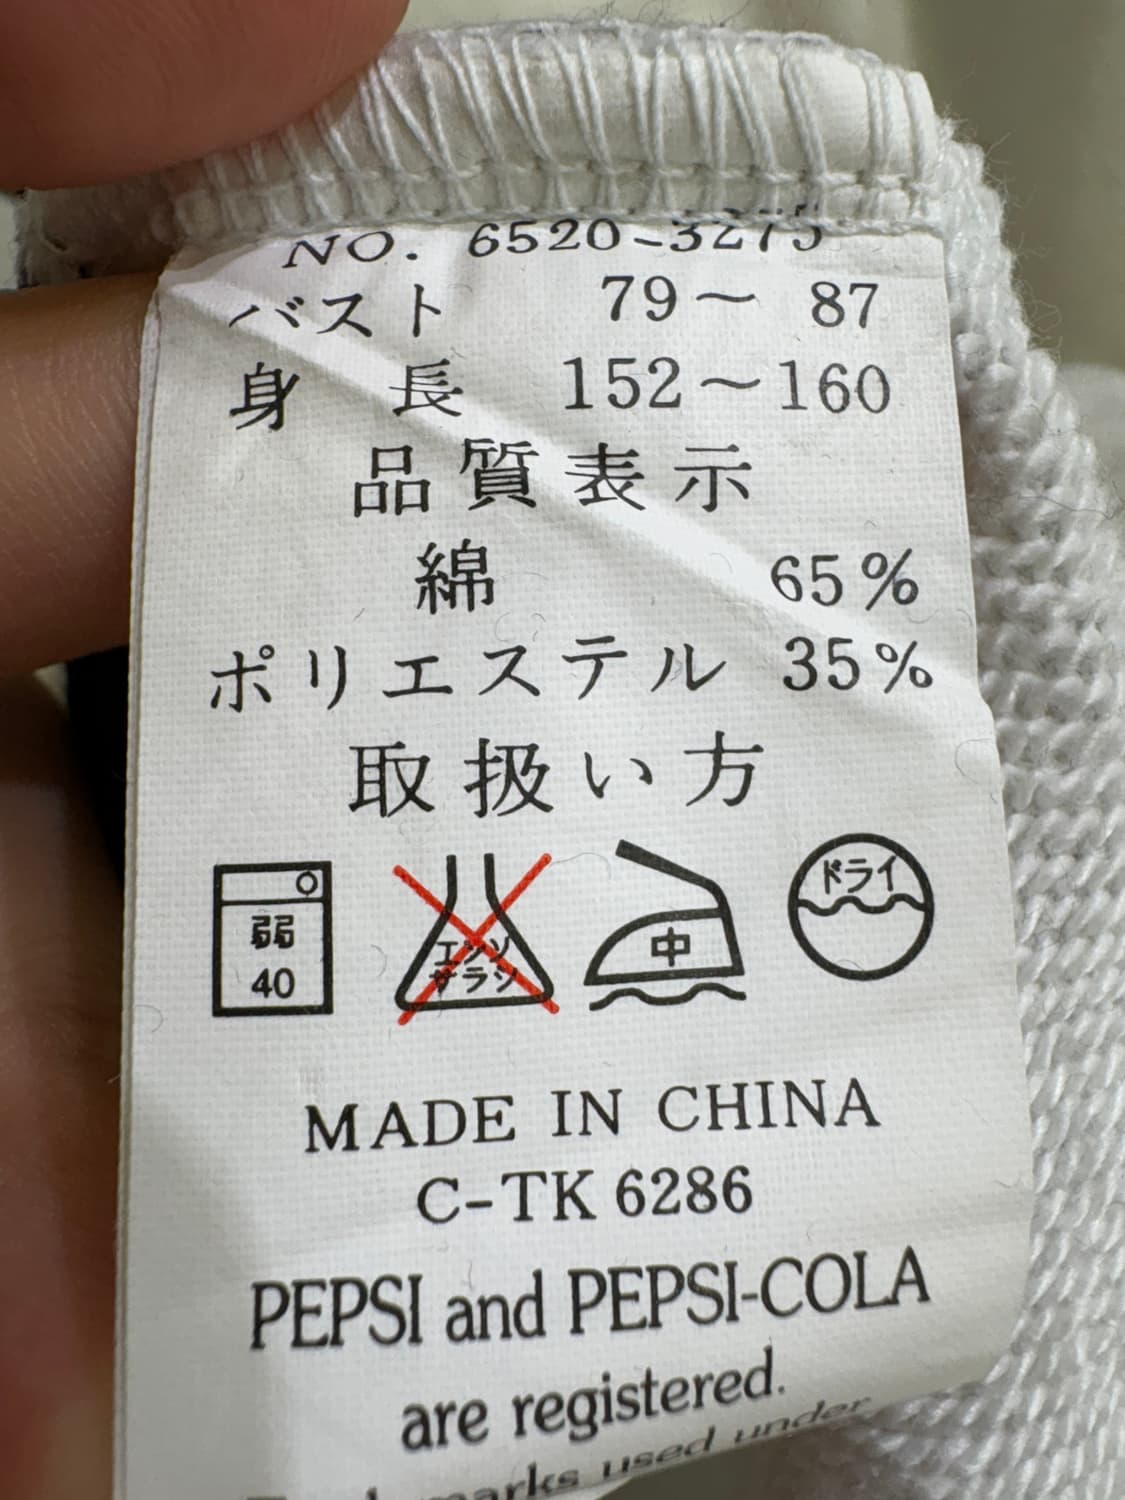 NO. 6520-3275
バスト 79～ 87
身 長 152～160
品質表示
綿 65%
ポリエステル 35%
取扱い方
弱
40
エンソ
サラシ
中
ドライ
MADE IN CHINA
C-TK 6286
PEPSI and PEPSI-COLA
are registered.
used under